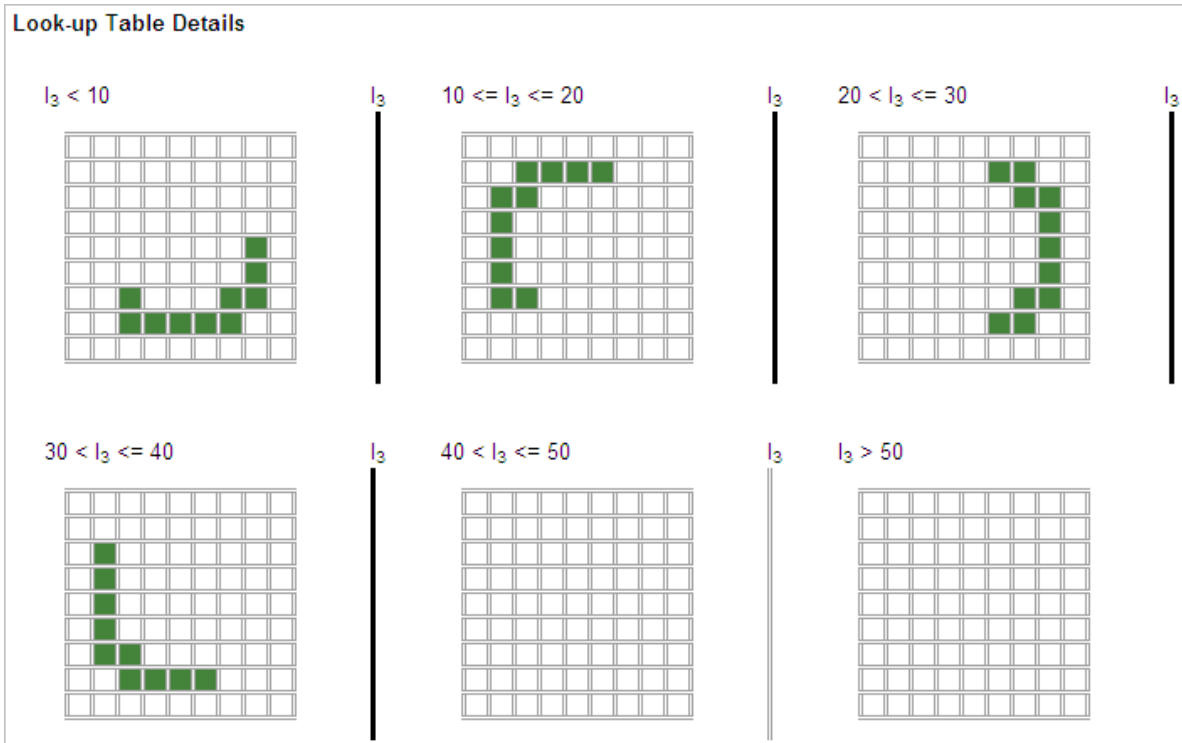 Look-up Table Details
I₃ < 10 I₃ 10 <= I₃ <= 20 I₃ 20 < I₃ <= 30 I₃
30 < I₃ <= 40 I₃ 40 < I₃ <= 50 I₃ I₃ > 50